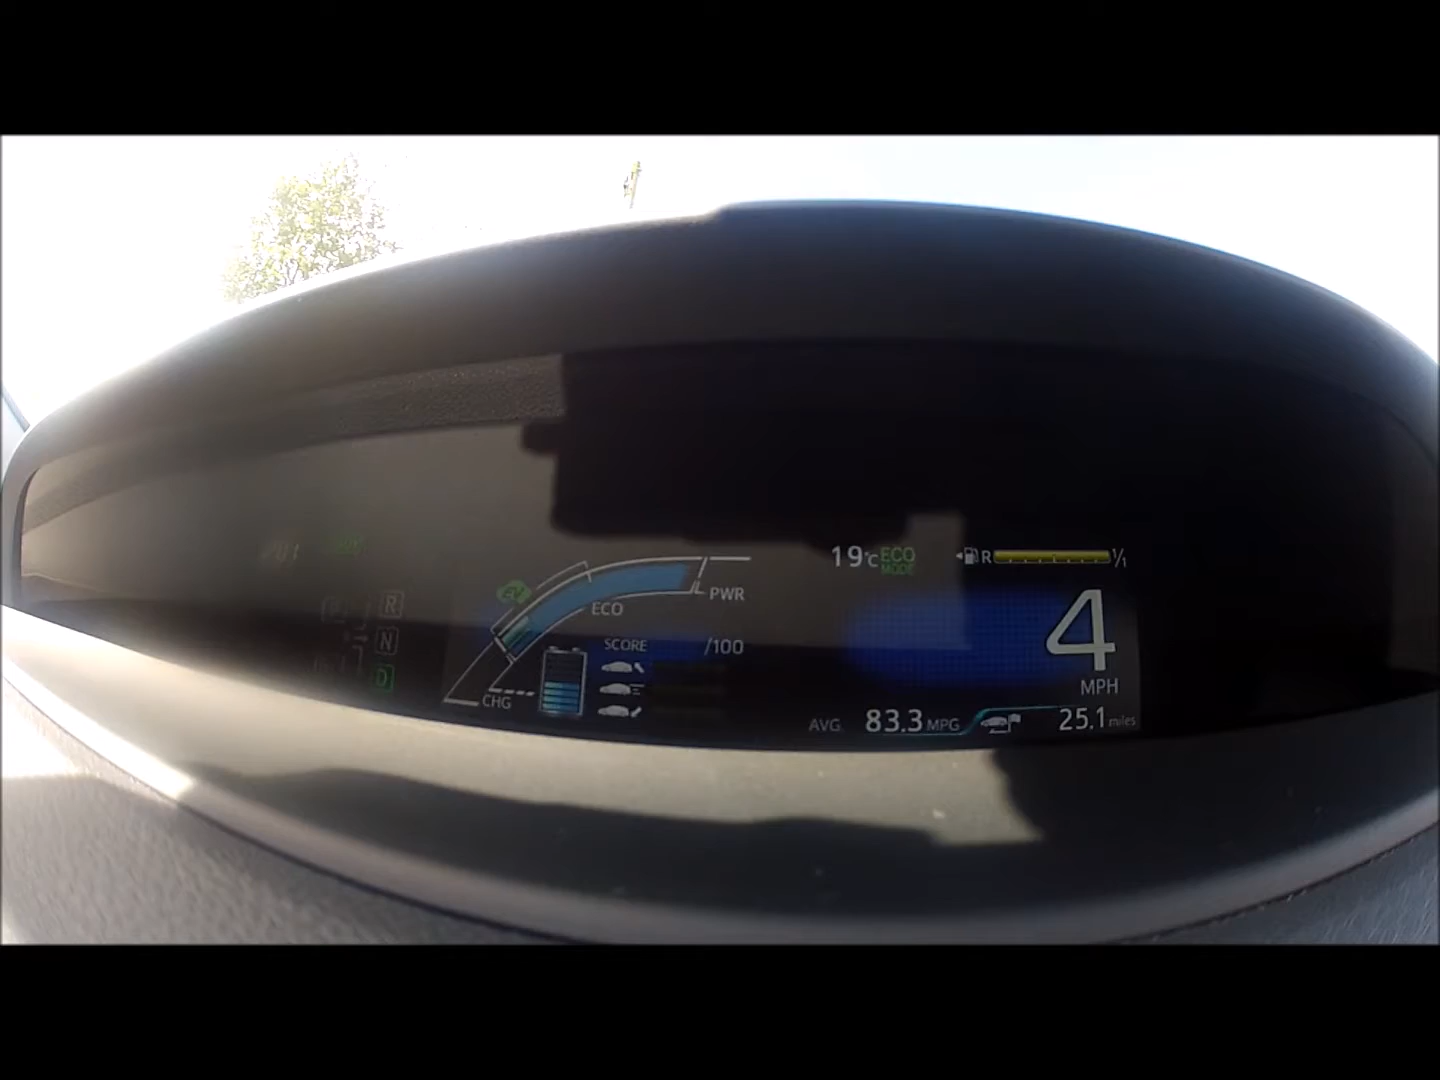 19°C ECO MODE R 1/1
EV
ECO PWR
4
R
SCORE /100
N
D
MPH
CHG
AVG. 83.3 MPG 25.1 miles